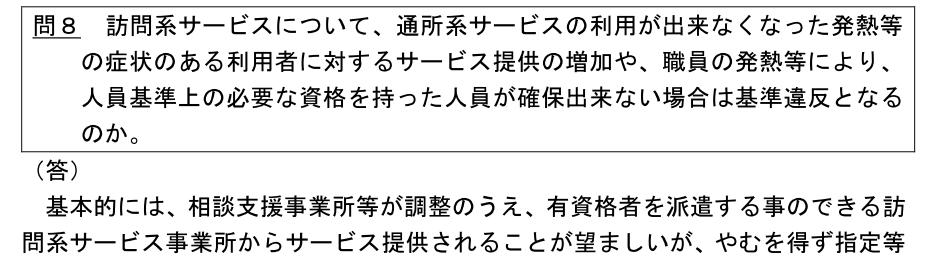 問８　訪問系サービスについて、通所系サービスの利用が出来なくなった発熱等
の症状のある利用者に対するサービス提供の増加や、職員の発熱等により、
人員基準上の必要な資格を持った人員が確保出来ない場合は基準違反となる
のか。
（答）
基本的には、相談支援事業所等が調整のうえ、有資格者を派遣する事のできる訪
問系サービス事業所からサービス提供されることが望ましいが、やむを得ず指定等